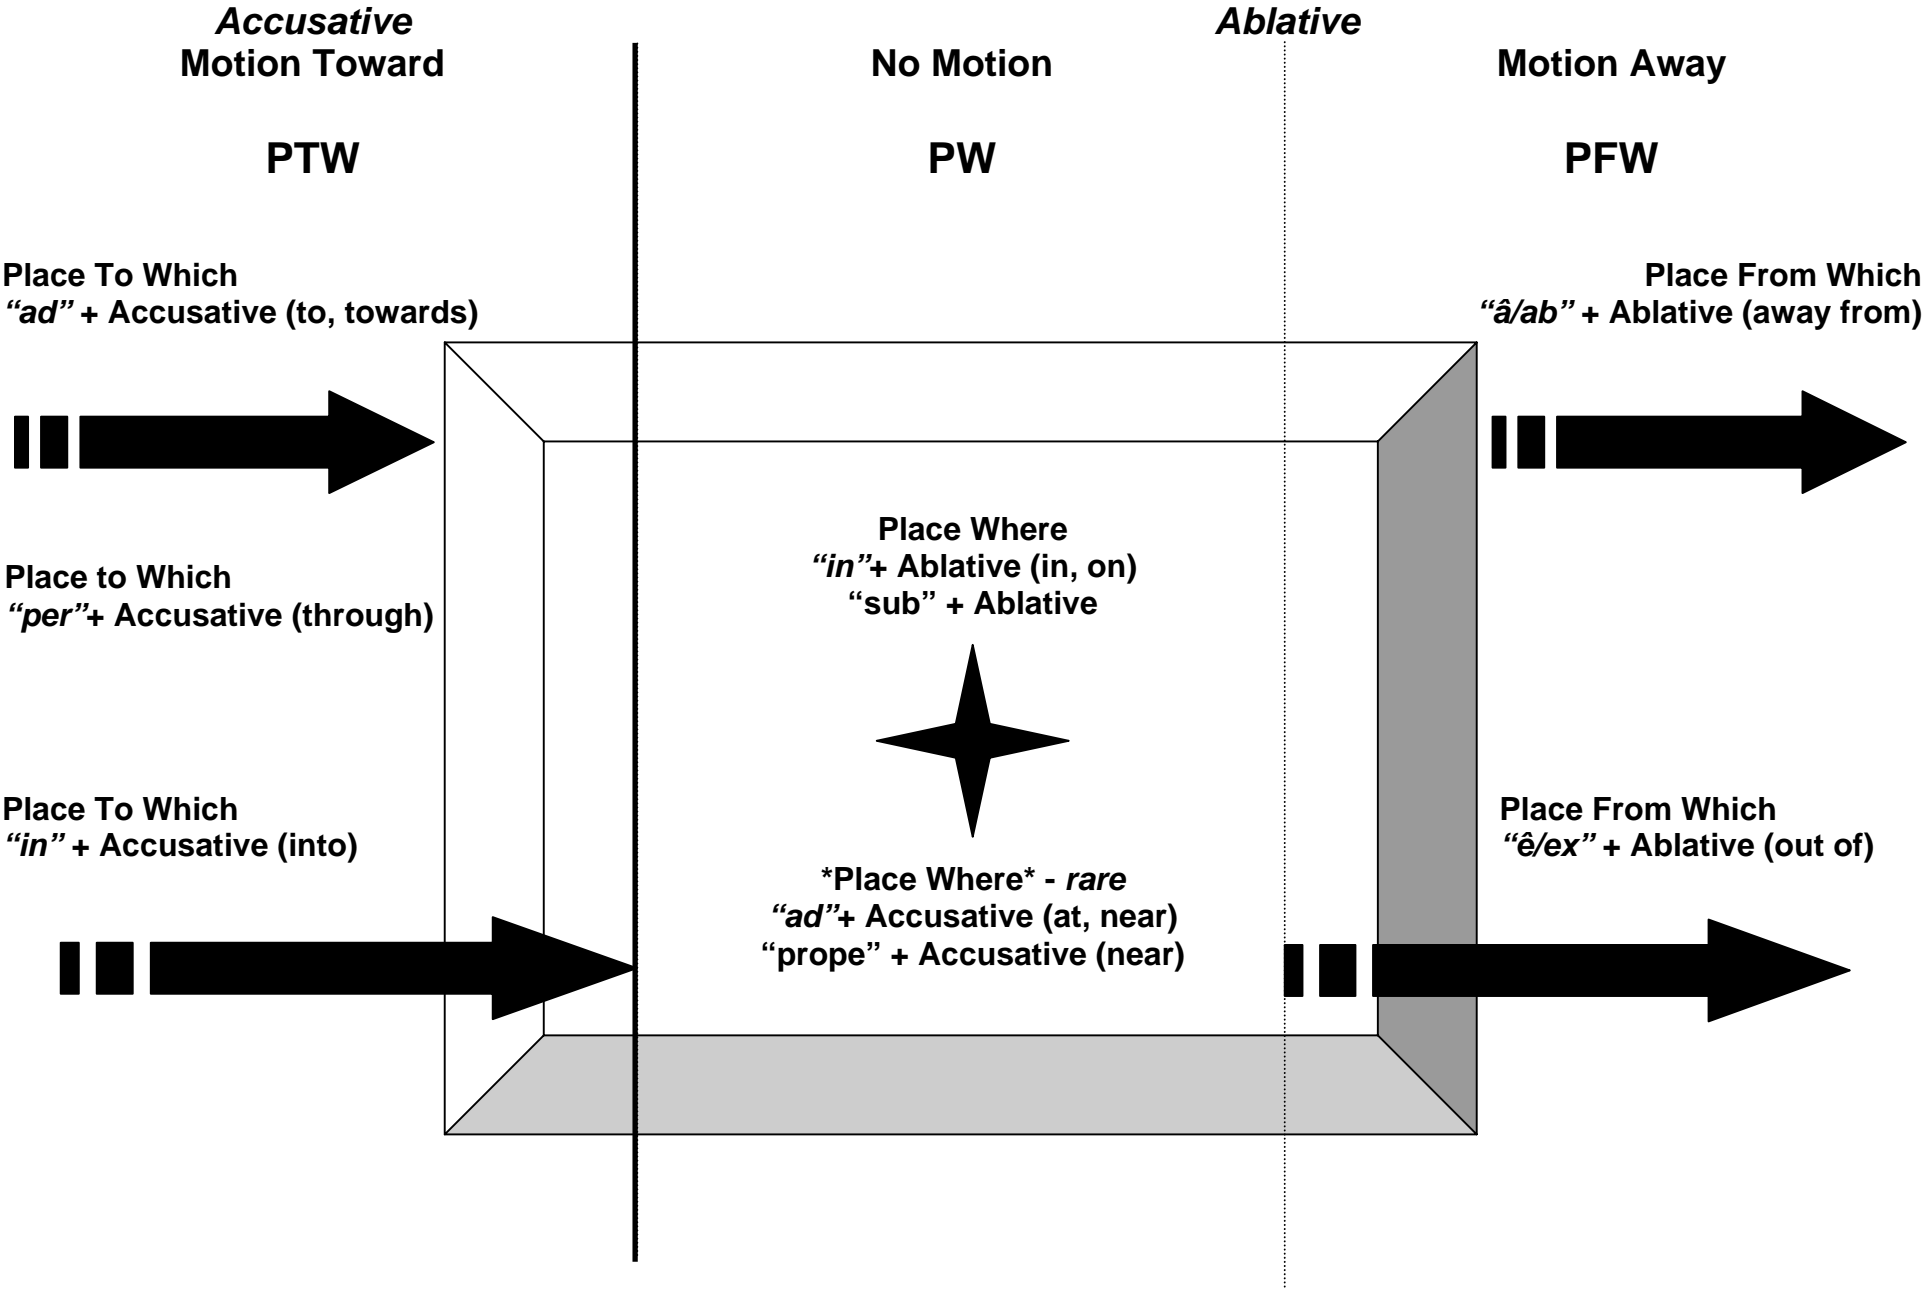 Accusative
Motion Toward
PTW
Ablative
No Motion
PW
Motion Away
PFW
Place To Which
“ad” + Accusative (to, towards)
Place From Which
“â/ab” + Ablative (away from)
Place to Which
“per”+ Accusative (through)
Place Where
“in”+ Ablative (in, on)
“sub” + Ablative
Place To Which
“in” + Accusative (into)
*Place Where* - rare
“ad”+ Accusative (at, near)
“prope” + Accusative (near)
Place From Which
“ê/ex” + Ablative (out of)